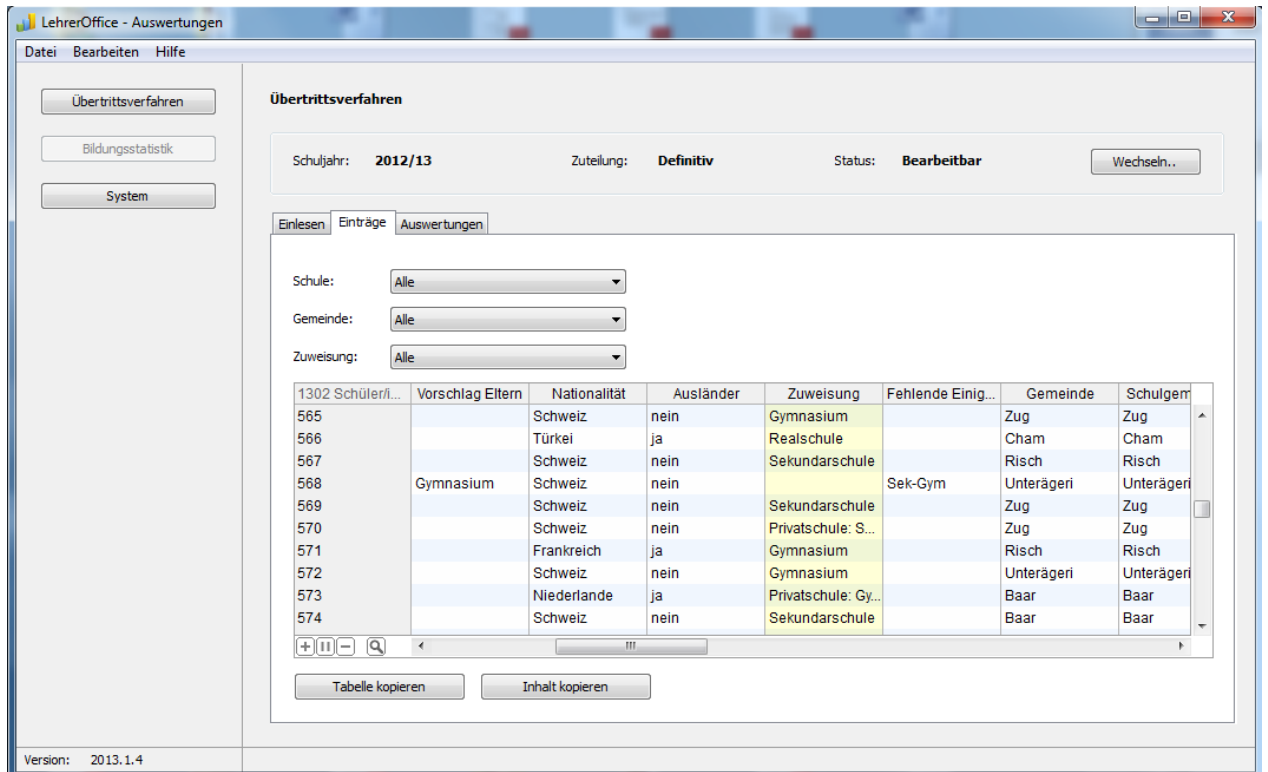 LehrerOffice - Auswertungen
Datei Bearbeiten Hilfe
Übertrittsverfahren
Bildungsstatistik
System
Übertrittsverfahren
Schuljahr: 2012/13 Zuteilung: Definitiv Status: Bearbeitbar Wechseln..
Einlesen Einträge Auswertungen
Schule: Alle
Gemeinde: Alle
Zuweisung: Alle
1302 Schüler/i... Vorschlag Eltern Nationalität Ausländer Zuweisung Fehlende Einig... Gemeinde Schulgem
565 Schweiz nein Gymnasium Zug Zug
566 Türkei ja Realschule Cham Cham
567 Schweiz nein Sekundarschule Risch Risch
568 Gymnasium Schweiz nein Sek-Gym Unterägeri Unterägeri
569 Schweiz nein Sekundarschule Zug Zug
570 Schweiz nein Privatschule: S... Zug Zug
571 Frankreich ja Gymnasium Risch Risch
572 Schweiz nein Gymnasium Unterägeri Unterägeri
573 Niederlande ja Privatschule: Gy... Baar Baar
574 Schweiz nein Sekundarschule Baar Baar
Tabelle kopieren Inhalt kopieren
Version: 2013.1.4